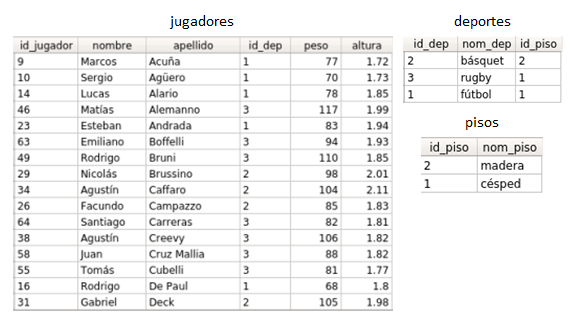 jugadores
id_jugador nombre apellido id_dep peso altura
9 Marcos Acuña 1 77 1.72
10 Sergio Agüero 1 70 1.73
14 Lucas Alario 1 78 1.85
46 Matías Alemanno 3 117 1.99
23 Esteban Andrada 1 83 1.94
63 Emiliano Boffelli 3 94 1.93
49 Rodrigo Bruni 3 110 1.85
29 Nicolás Brussino 2 98 2.01
34 Agustín Caffaro 2 104 2.11
26 Facundo Campazzo 2 85 1.83
64 Santiago Carreras 3 82 1.81
38 Agustín Creevy 3 106 1.82
58 Juan Cruz Mallia 3 88 1.82
55 Tomás Cubelli 3 81 1.77
16 Rodrigo De Paul 1 68 1.8
31 Gabriel Deck 2 105 1.98
deportes
id_dep nom_dep id_piso
2 básquet 2
3 rugby 1
1 fútbol 1
pisos
id_piso nom_piso
2 madera
1 césped